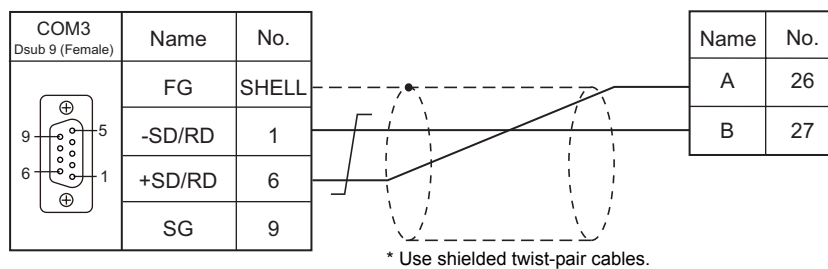 COM3
Dsub 9 (Female)
Name No.
FG SHELL
-SD/RD 1
+SD/RD 6
SG 9
5
9
6
1
Name No.
A 26
B 27
* Use shielded twist-pair cables.